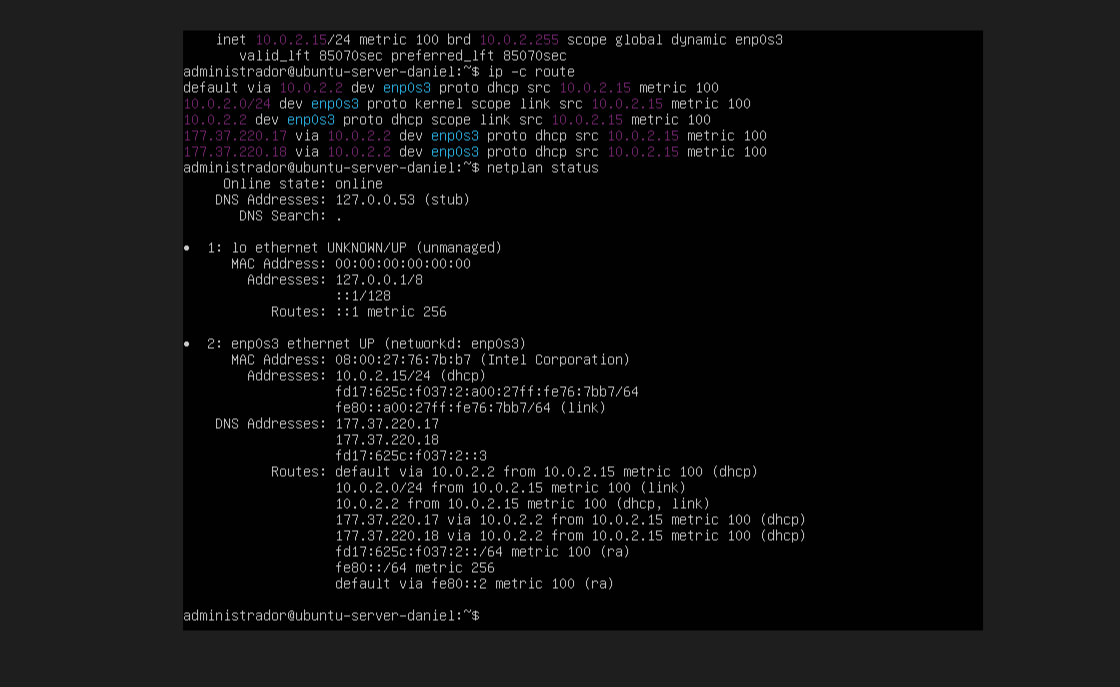 inet 10.0.2.15/24 metric 100 brd 10.0.2.255 scope global dynamic enp0s3
valid_lft 85070sec preferred_lft 85070sec
administrador@ubuntu-server-daniel:~$ ip -c route
default via 10.0.2.2 dev enp0s3 proto dhcp src 10.0.2.15 metric 100
10.0.2.0/24 dev enp0s3 proto kernel scope link src 10.0.2.15 metric 100
10.0.2.2 dev enp0s3 proto dhcp scope link src 10.0.2.15 metric 100
177.37.220.17 via 10.0.2.2 dev enp0s3 proto dhcp src 10.0.2.15 metric 100
177.37.220.18 via 10.0.2.2 dev enp0s3 proto dhcp src 10.0.2.15 metric 100
administrador@ubuntu-server-daniel:~$ netplan status
Online state: online
DNS Addresses: 127.0.0.53 (stub)
DNS Search: .
● 1: lo ethernet UNKNOWN/UP (unmanaged)
MAC Address: 00:00:00:00:00:00
Addresses: 127.0.0.1/8
::1/128
Routes: ::1 metric 256
● 2: enp0s3 ethernet UP (networkd: enp0s3)
MAC Address: 08:00:27:76:7b:b7 (Intel Corporation)
Addresses: 10.0.2.15/24 (dhcp)
fd17:625c:f037:2:a00:27ff:fe76:7bb7/64
fe80::a00:27ff:fe76:7bb7/64 (link)
DNS Addresses: 177.37.220.17
177.37.220.18
fd17:625c:f037:2::3
Routes: default via 10.0.2.2 from 10.0.2.15 metric 100 (dhcp)
10.0.2.0/24 from 10.0.2.15 metric 100 (link)
10.0.2.2 from 10.0.2.15 metric 100 (dhcp, link)
177.37.220.17 via 10.0.2.2 from 10.0.2.15 metric 100 (dhcp)
177.37.220.18 via 10.0.2.2 from 10.0.2.15 metric 100 (dhcp)
fd17:625c:f037:2::/64 metric 100 (ra)
fe80::/64 metric 256
default via fe80::2 metric 100 (ra)
administrador@ubuntu-server-daniel:~$